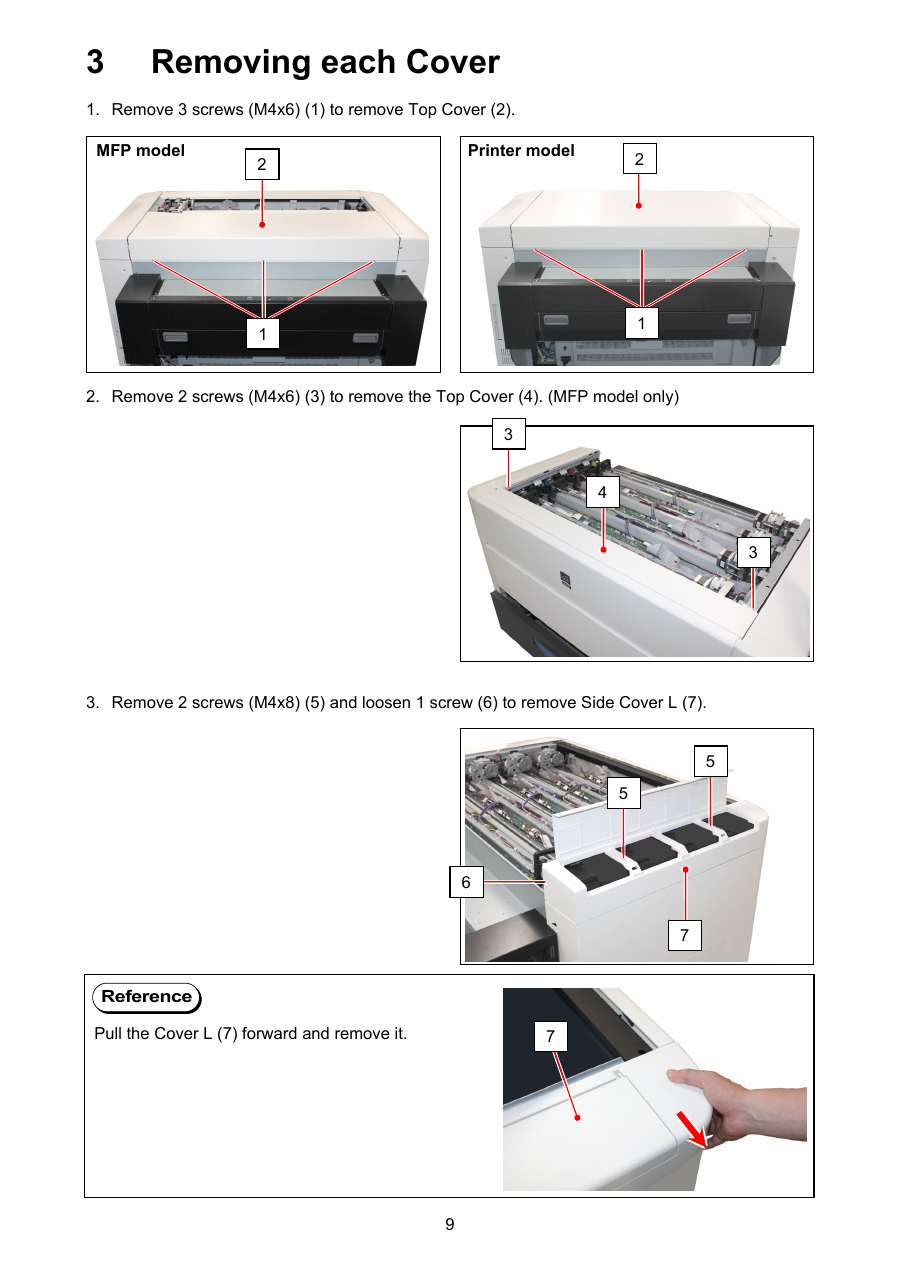 3 Removing each Cover
1. Remove 3 screws (M4x6) (1) to remove Top Cover (2).
MFP model
2
1
Printer model
2
1
2. Remove 2 screws (M4x6) (3) to remove the Top Cover (4). (MFP model only)
3
4
3
3. Remove 2 screws (M4x8) (5) and loosen 1 screw (6) to remove Side Cover L (7).
5
5
6
7
Reference
Pull the Cover L (7) forward and remove it.
7
9